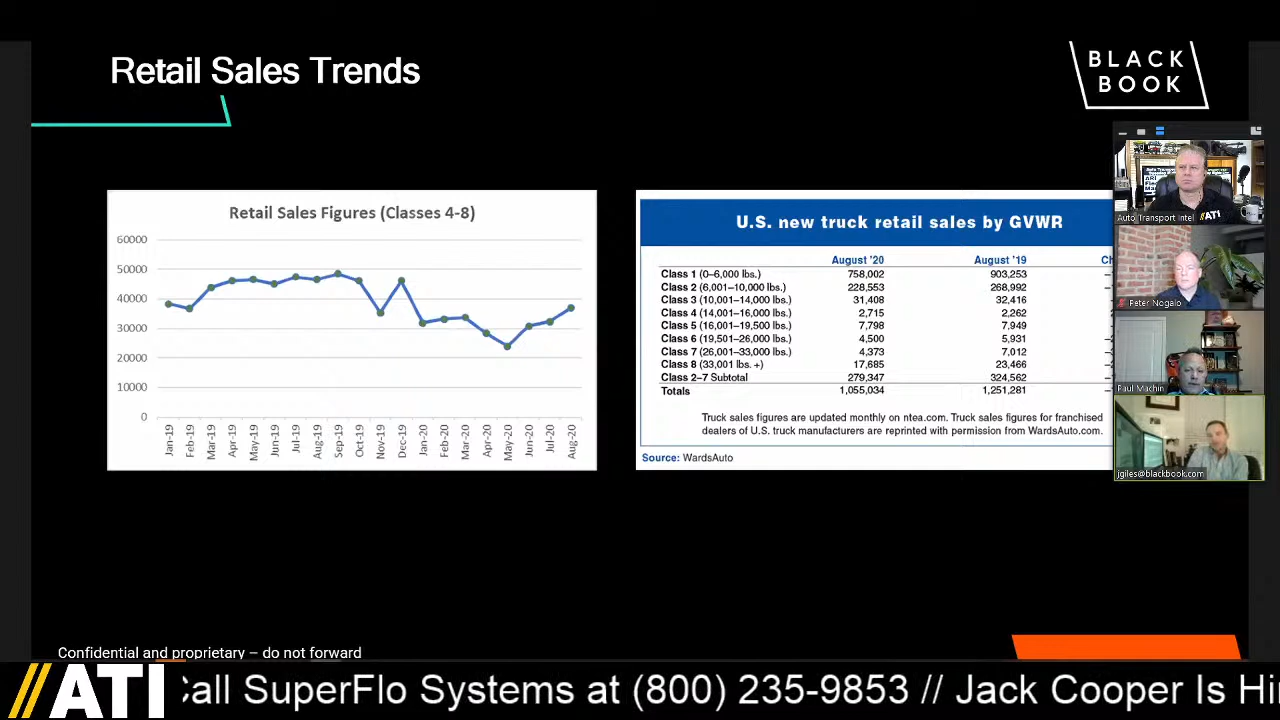 Retail Sales Trends
BLACK
BOOK
Retail Sales Figures (Classes 4-8)
60000
50000
40000
30000
20000
10000
0
Jan-19 Feb-19 Mar-19 Apr-19 May-19 Jun-19 Jul-19 Aug-19 Sep-19 Oct-19 Nov-19 Dec-19 Jan-20 Feb-20 Mar-20 Apr-20 May-20 Jun-20 Jul-20 Aug-20
U.S. new truck retail sales by GVWR
August '20 August '19
Class 1 (0–6,000 lbs.) 758,002 903,253
Class 2 (6,001–10,000 lbs.) 228,553 268,992
Class 3 (10,001–14,000 lbs.) 31,408 32,416
Class 4 (14,001–16,000 lbs.) 2,715 2,262
Class 5 (16,001–19,500 lbs.) 7,798 7,949
Class 6 (19,501–26,000 lbs.) 4,500 5,931
Class 7 (26,001–33,000 lbs.) 4,373 7,012
Class 8 (33,001 lbs. +) 17,685 23,466
Class 2–7 Subtotal 279,347 324,562
Totals 1,055,034 1,251,281
Truck sales figures are updated monthly on ntea.com. Truck sales figures for franchised
dealers of U.S. truck manufacturers are reprinted with permission from WardsAuto.com.
Source: WardsAuto
Auto Transport Intel
//ATI
Peter Nogalo
Paul Machin
jgiles@blackbook.com
Confidential and proprietary – do not forward
//ATI
Call SuperFlo Systems at (800) 235-9853 // Jack Cooper Is Hi